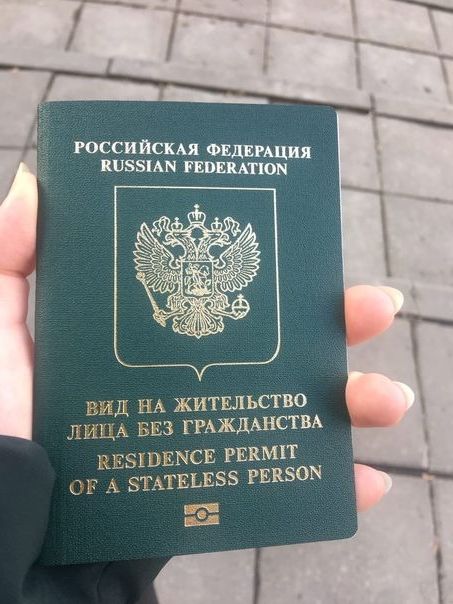 РОССИЙСКАЯ ФЕДЕРАЦИЯ
RUSSIAN FEDERATION
ВИД НА ЖИТЕЛЬСТВО
ЛИЦА БЕЗ ГРАЖДАНСТВА
RESIDENCE PERMIT
OF A STATELESS PERSON